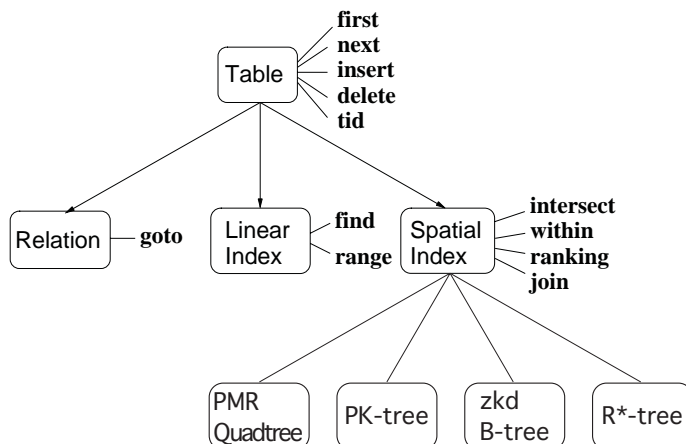 first
next
Table
insert
delete
tid
Relation
goto
Linear
Index
find
range
Spatial
Index
intersect
within
ranking
join
PMR
Quadtree
PK-tree
zkd
B-tree
R*-tree